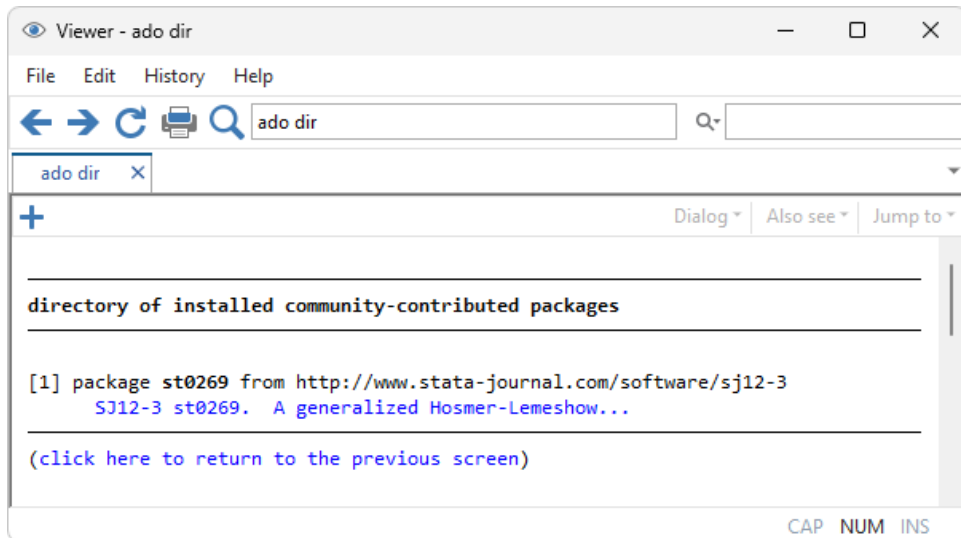 Viewer - ado dir
File Edit History Help
ado dir
ado dir
Dialog Also see Jump to
directory of installed community-contributed packages
[1] package st0269 from http://www.stata-journal.com/software/sj12-3
SJ12-3 st0269.  A generalized Hosmer-Lemeshow...
(click here to return to the previous screen)
CAP NUM INS